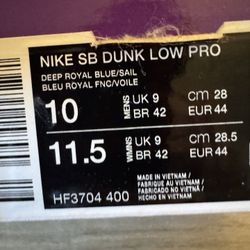 NIKE SB DUNK LOW PRO
DEEP ROYAL BLUE/SAIL
BLEU ROYAL FNC/VOILE
10 MENS UK 9 CM 28
BR 42 EUR 44
11.5 WMNS UK 9 CM 28.5
BR 42 EUR 44
MADE IN VIETNAM /
FABRIQUE AU VIETNAM /
FABRICADO NO VIETNÃ /
HECHO EN VIETNAM
HF3704 400